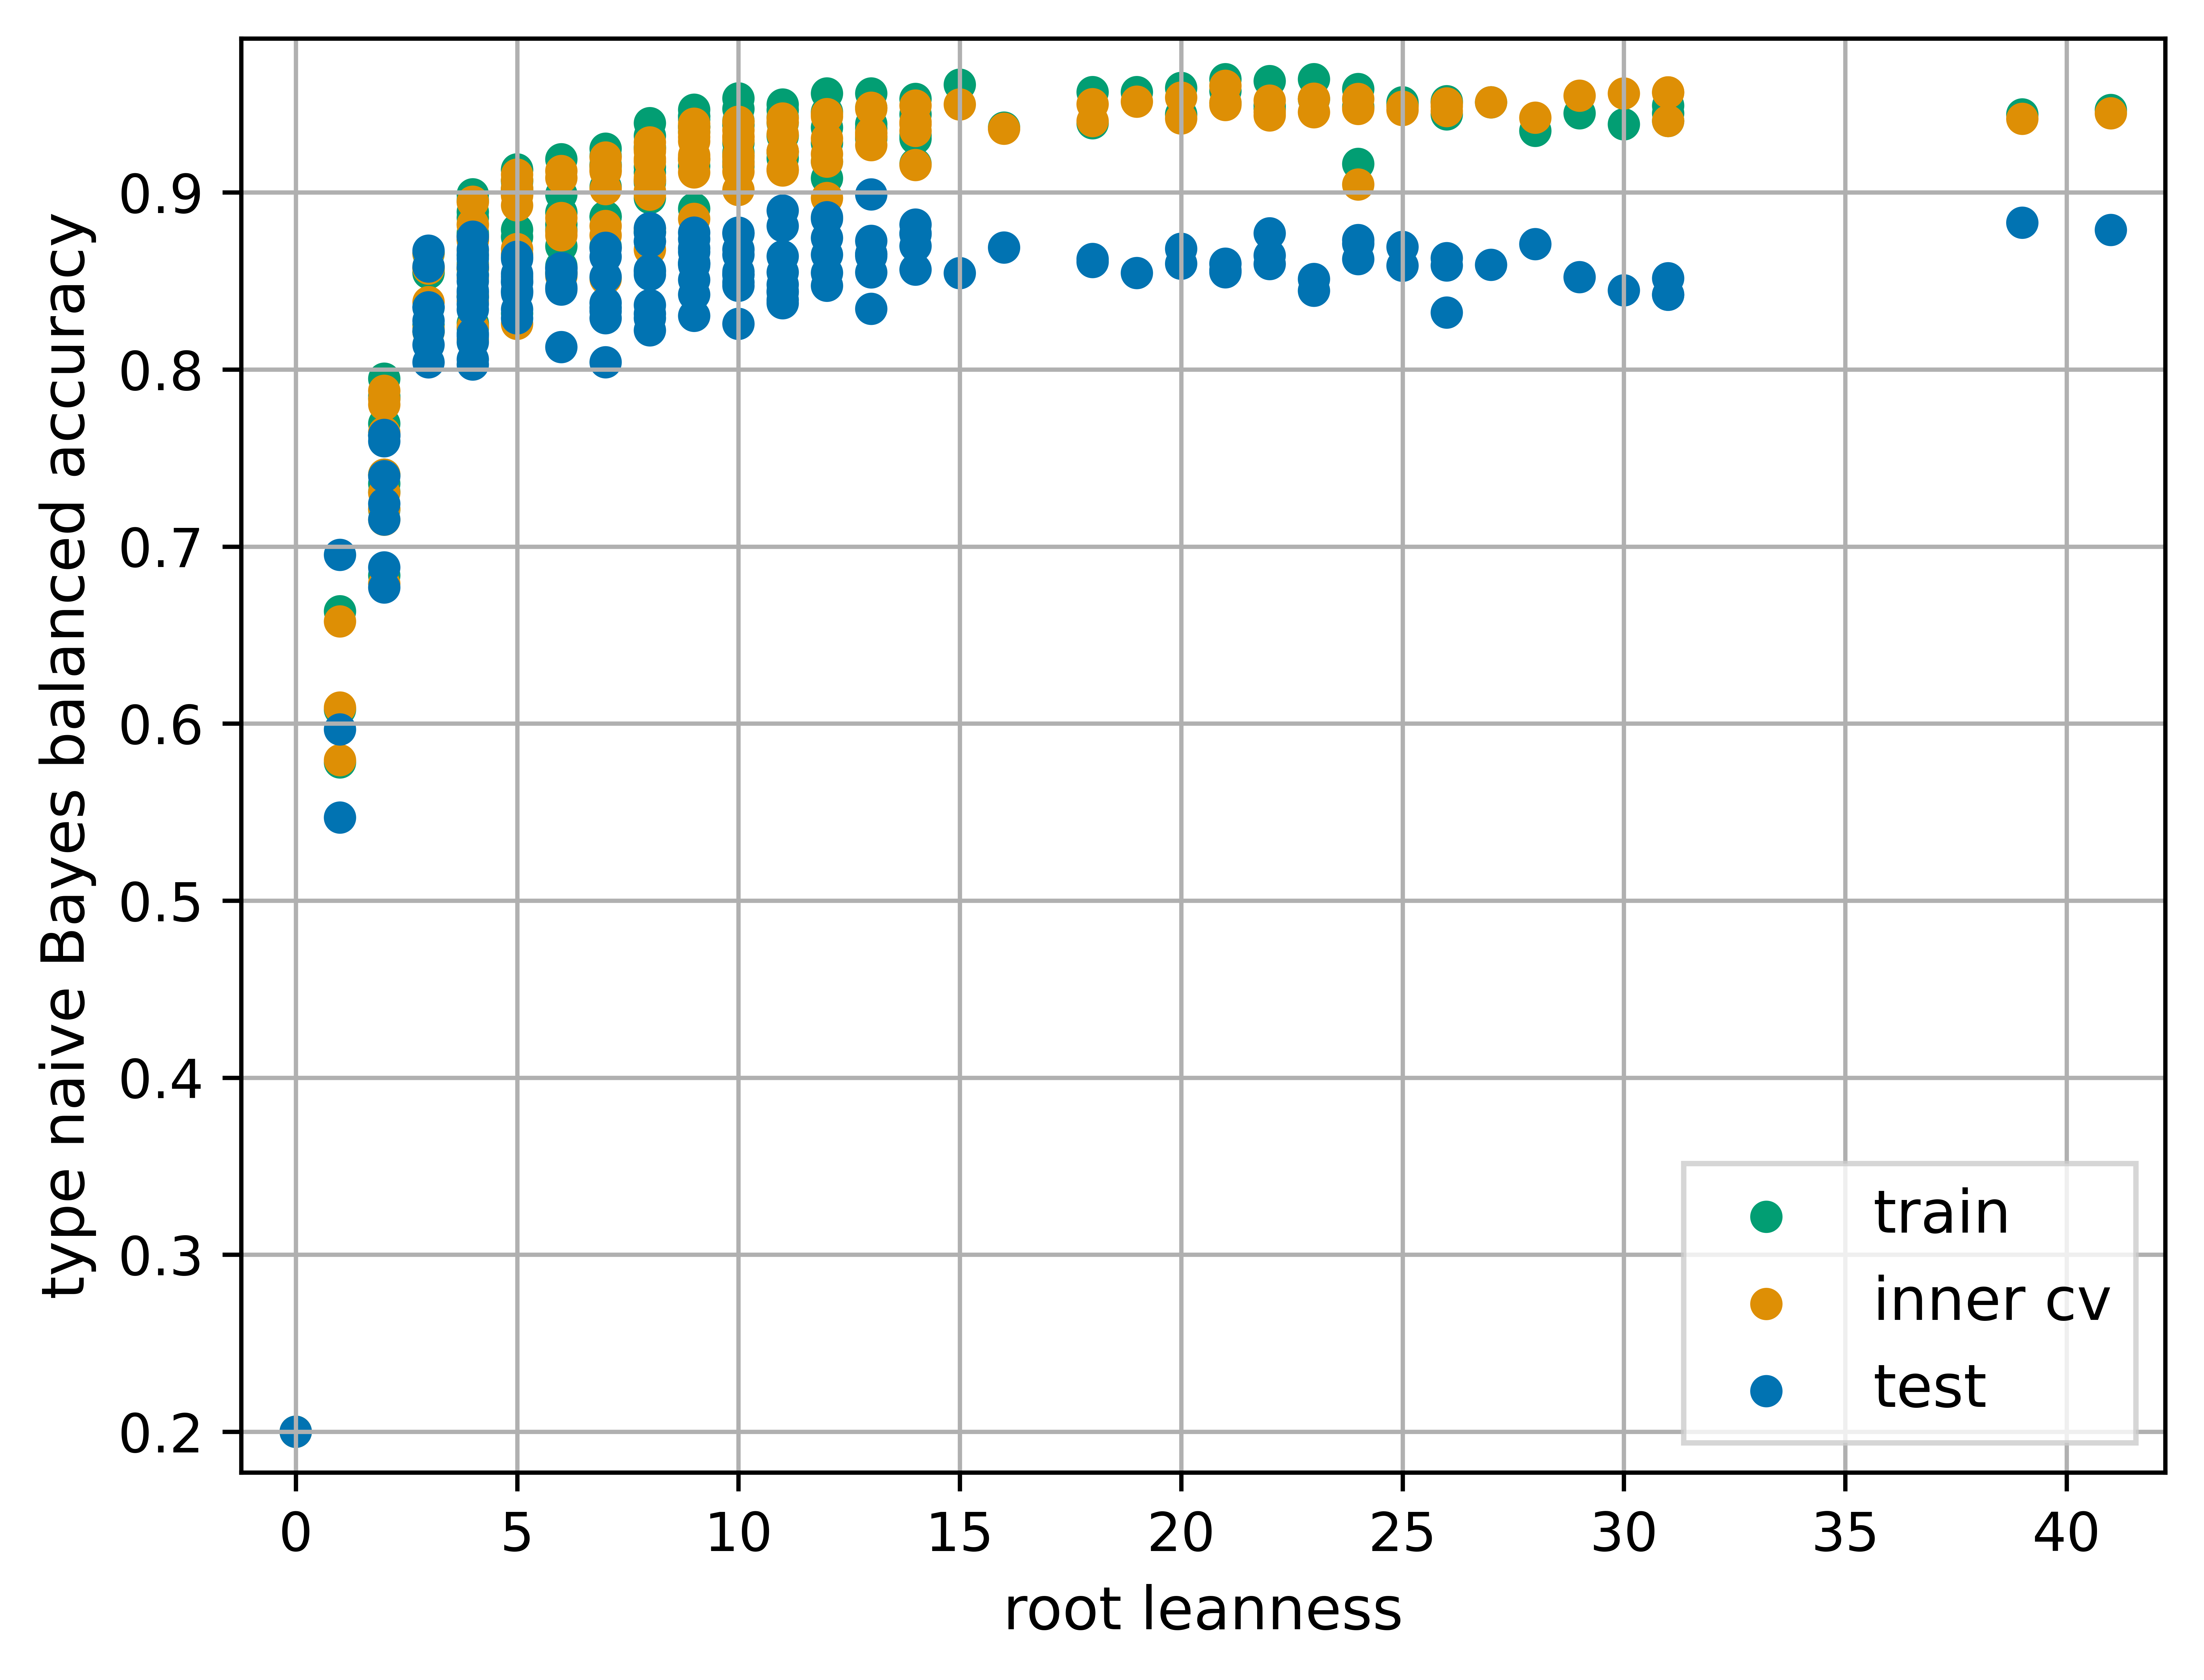 type naive Bayes balanced accuracy
0.9
0.8
0.7
0.6
0.5
0.4
0.3
0.2
0 5 10 15 20 25 30 35 40
root leanness
train
inner cv
test